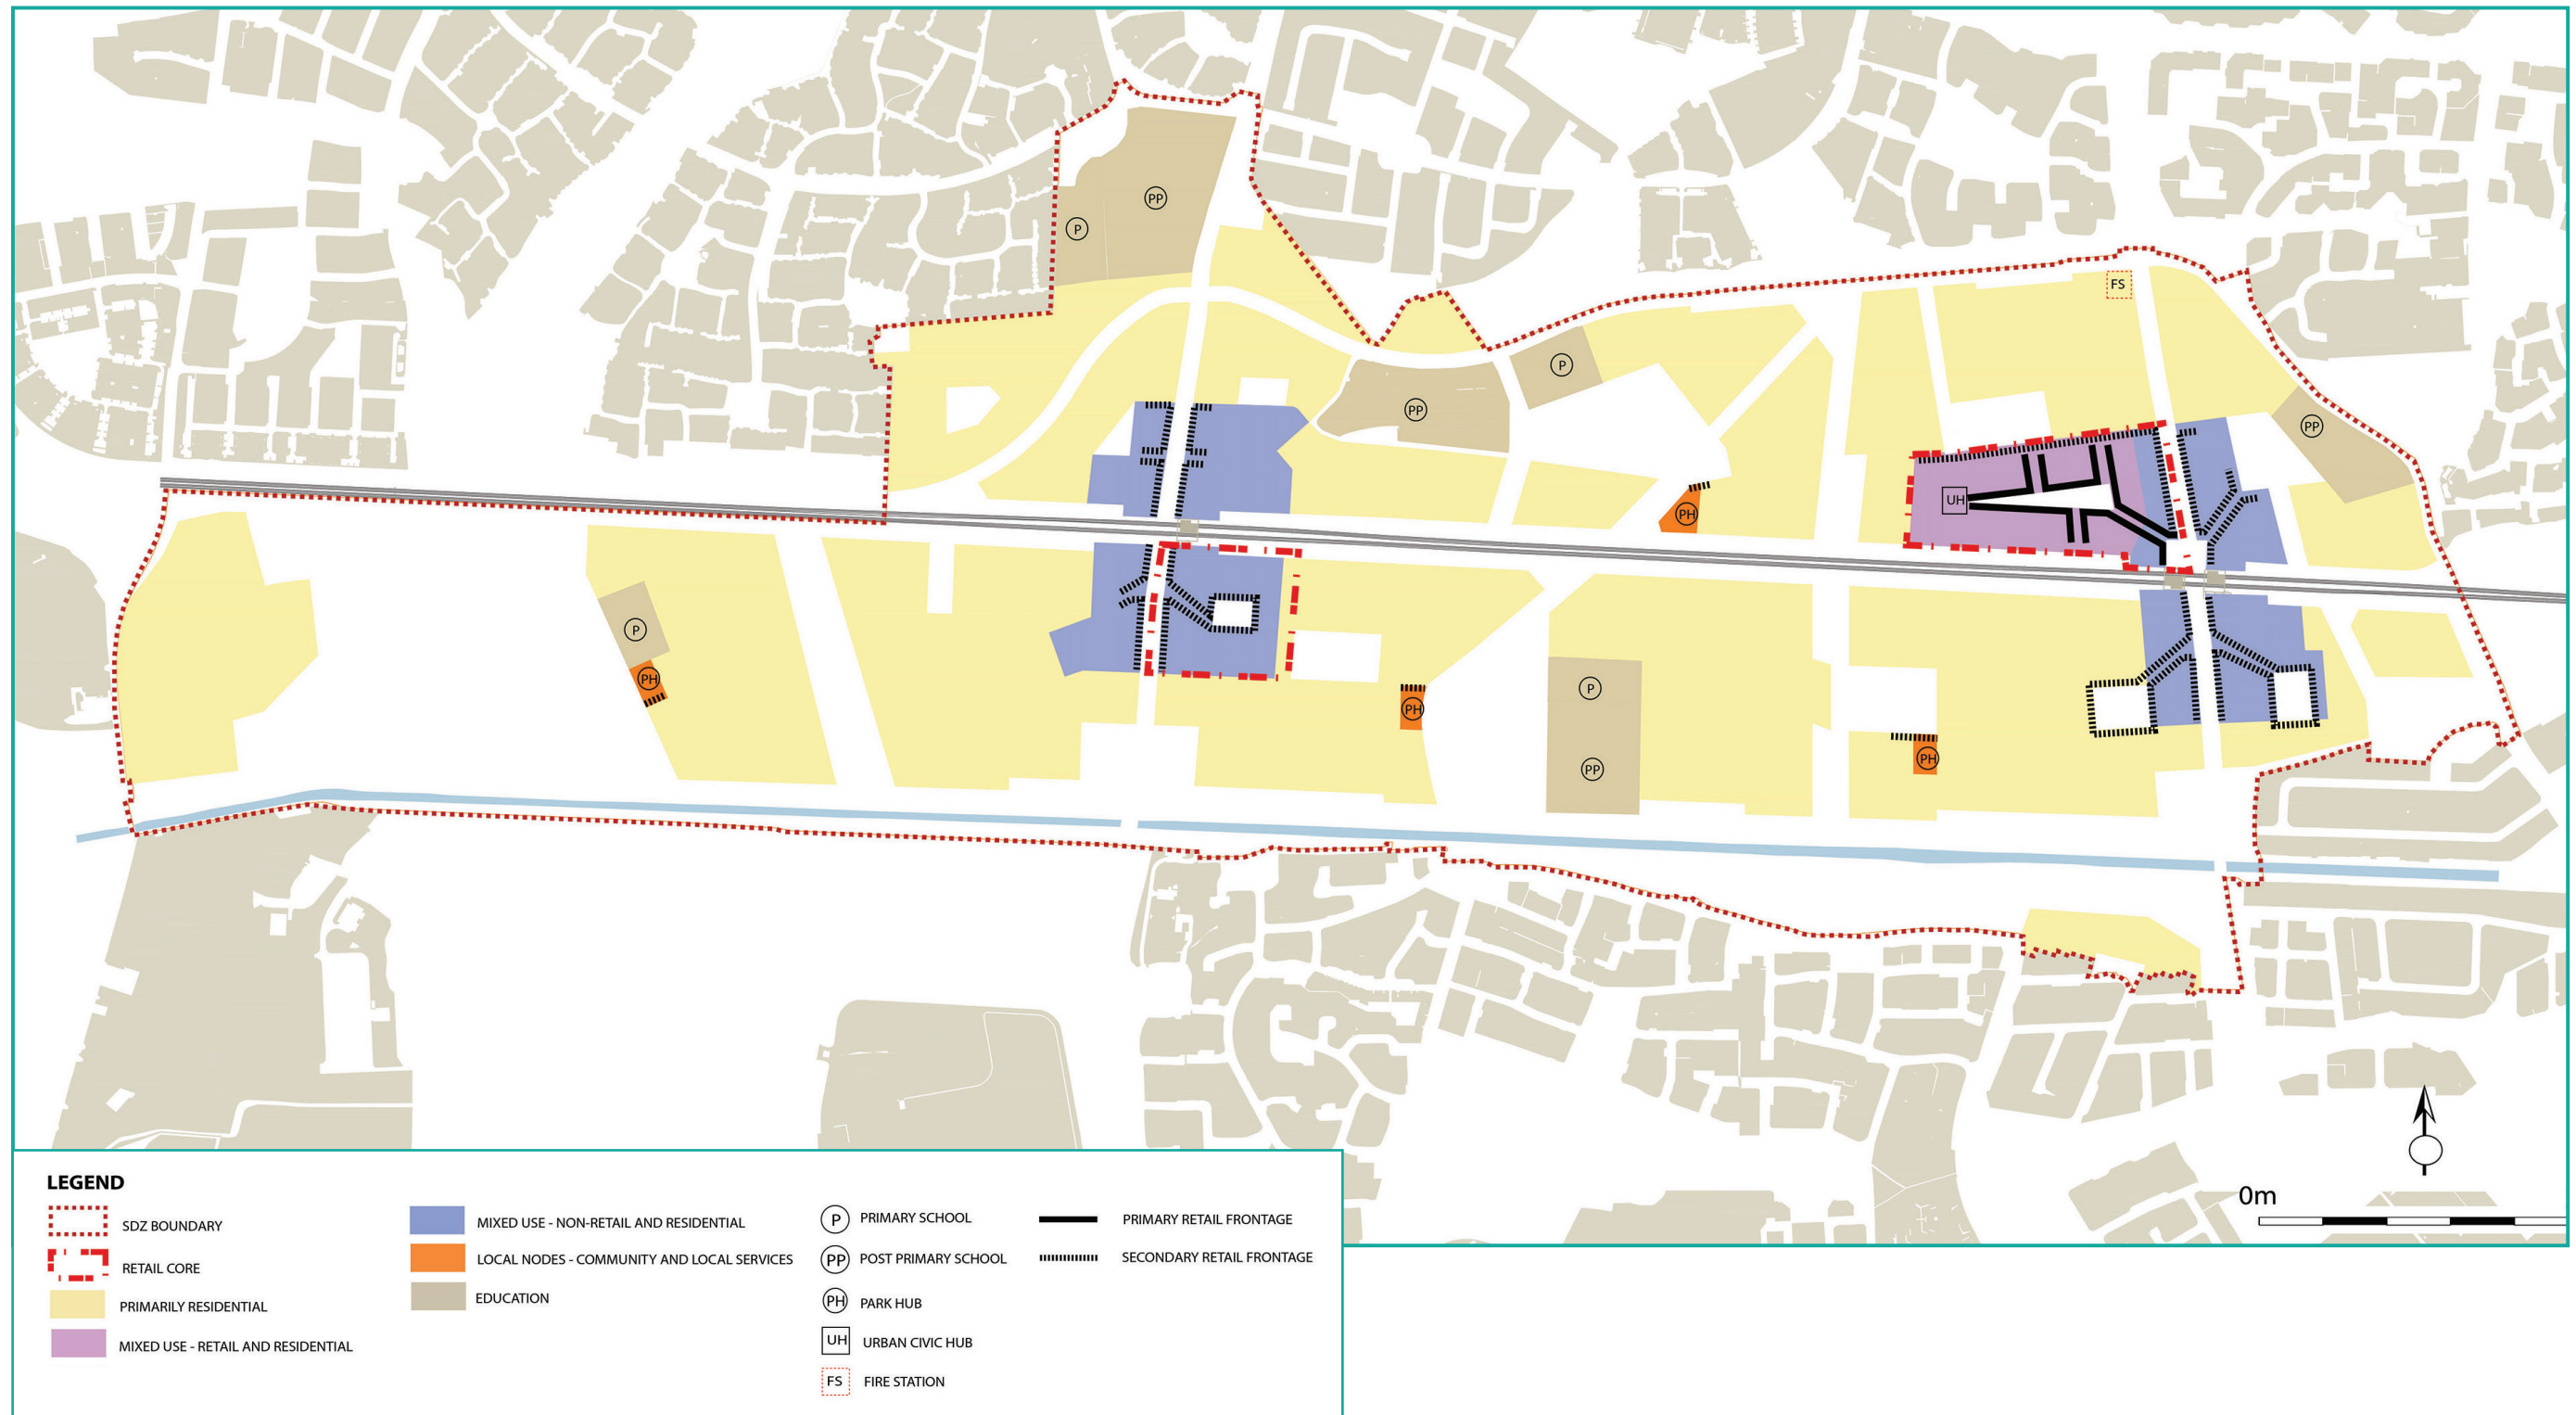 PP
P
FS
P
PP
PP
UH
PH
P
PH
P
PH
PH
PP
0m
LEGEND
SDZ BOUNDARY
RETAIL CORE
PRIMARILY RESIDENTIAL
MIXED USE - RETAIL AND RESIDENTIAL
MIXED USE - NON-RETAIL AND RESIDENTIAL
LOCAL NODES - COMMUNITY AND LOCAL SERVICES
EDUCATION
P PRIMARY SCHOOL
PP POST PRIMARY SCHOOL
PH PARK HUB
UH URBAN CIVIC HUB
FS FIRE STATION
PRIMARY RETAIL FRONTAGE
SECONDARY RETAIL FRONTAGE